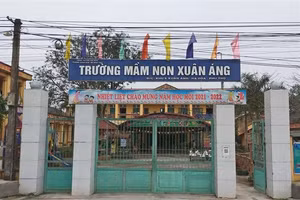 TRƯỜNG MẦM NON XUÂN ÁNG
NHIỆT LIỆT CHÀO MỪNG NĂM HỌC MỚI 2021 - 2022